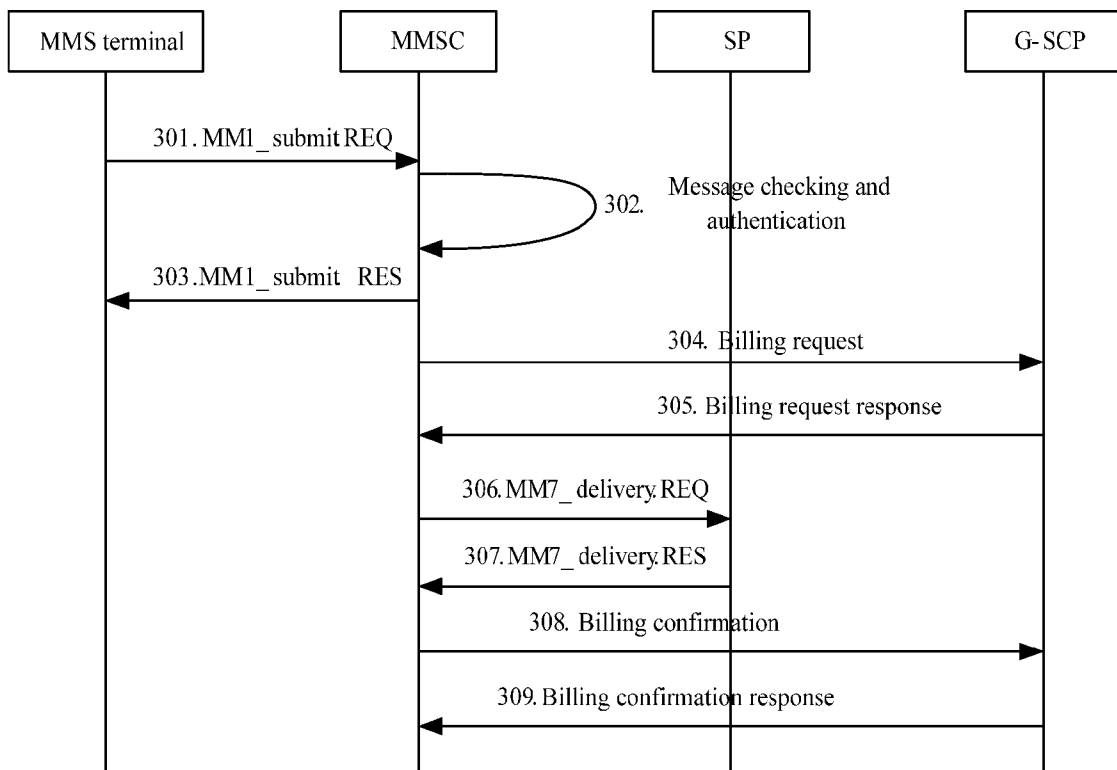 MMS terminal
MMSC
SP
G-SCP
301. MM1_submit.REQ
302. Message checking and
authentication
303.MM1_submit. RES
304. Billing request
305. Billing request response
306.MM7_delivery.REQ
307.MM7_delivery.RES
308. Billing confirmation
309.Billing confirmation response